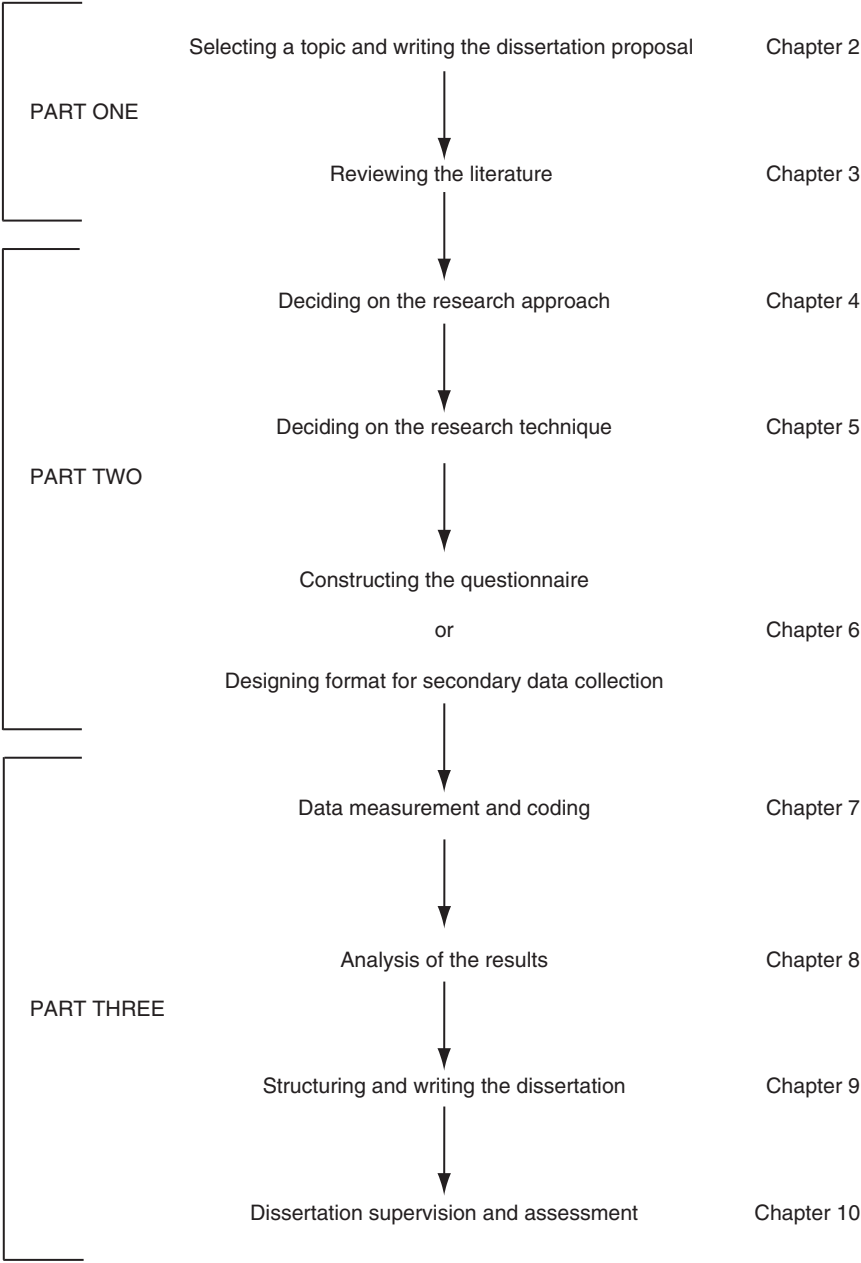 Selecting a topic and writing the dissertation proposal Chapter 2
PART ONE
Reviewing the literature Chapter 3
Deciding on the research approach Chapter 4
Deciding on the research technique Chapter 5
PART TWO
Constructing the questionnaire
or Chapter 6
Designing format for secondary data collection
Data measurement and coding Chapter 7
Analysis of the results Chapter 8
PART THREE
Structuring and writing the dissertation Chapter 9
Dissertation supervision and assessment Chapter 10